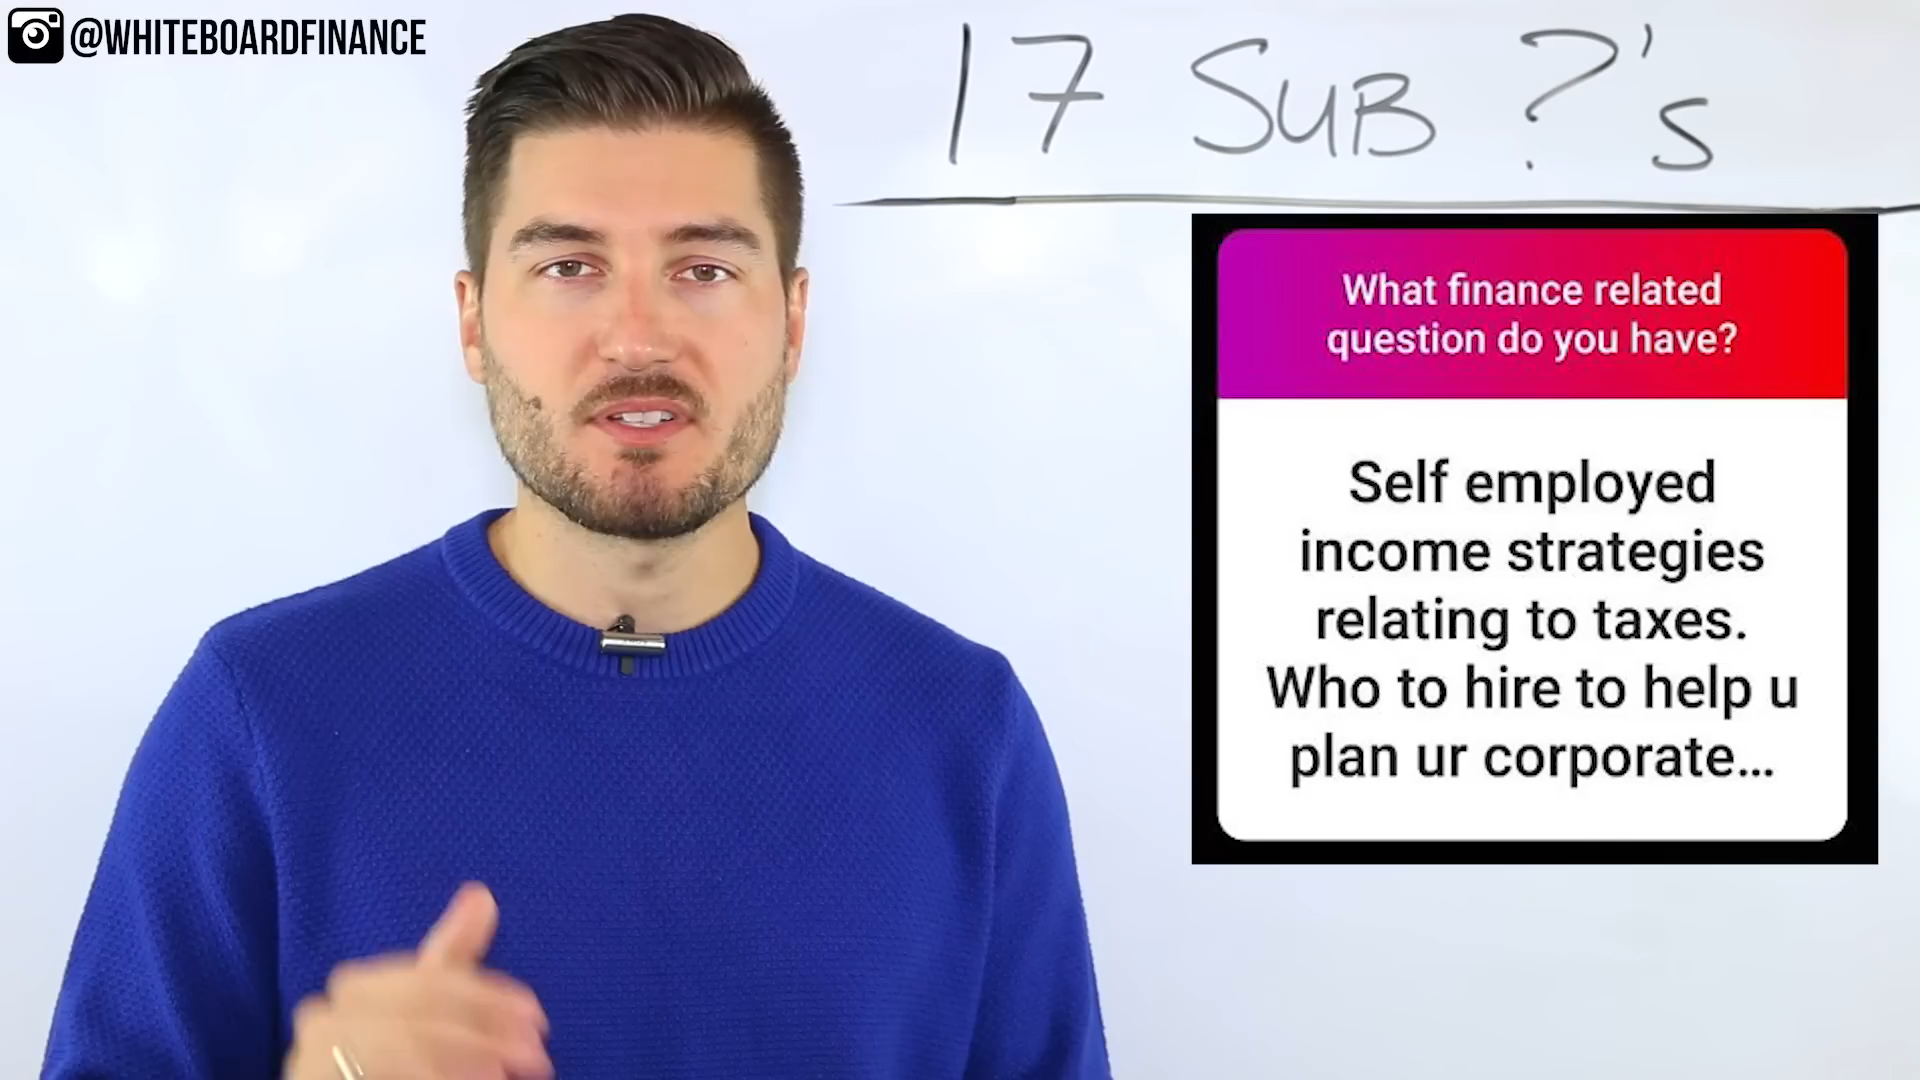 @WHITEBOARDFINANCE
17 SUB ?'s
What finance related
question do you have?
Self employed
income strategies
relating to taxes.
Who to hire to help u
plan ur corporate...